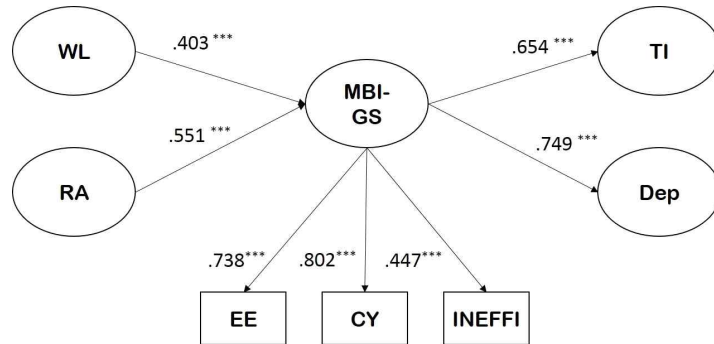 WL
.403 ***
.654 ***
TI
MBI-
GS
.551 ***
.749 ***
RA
Dep
.738***
.802***
.447***
EE
CY
INEFFI